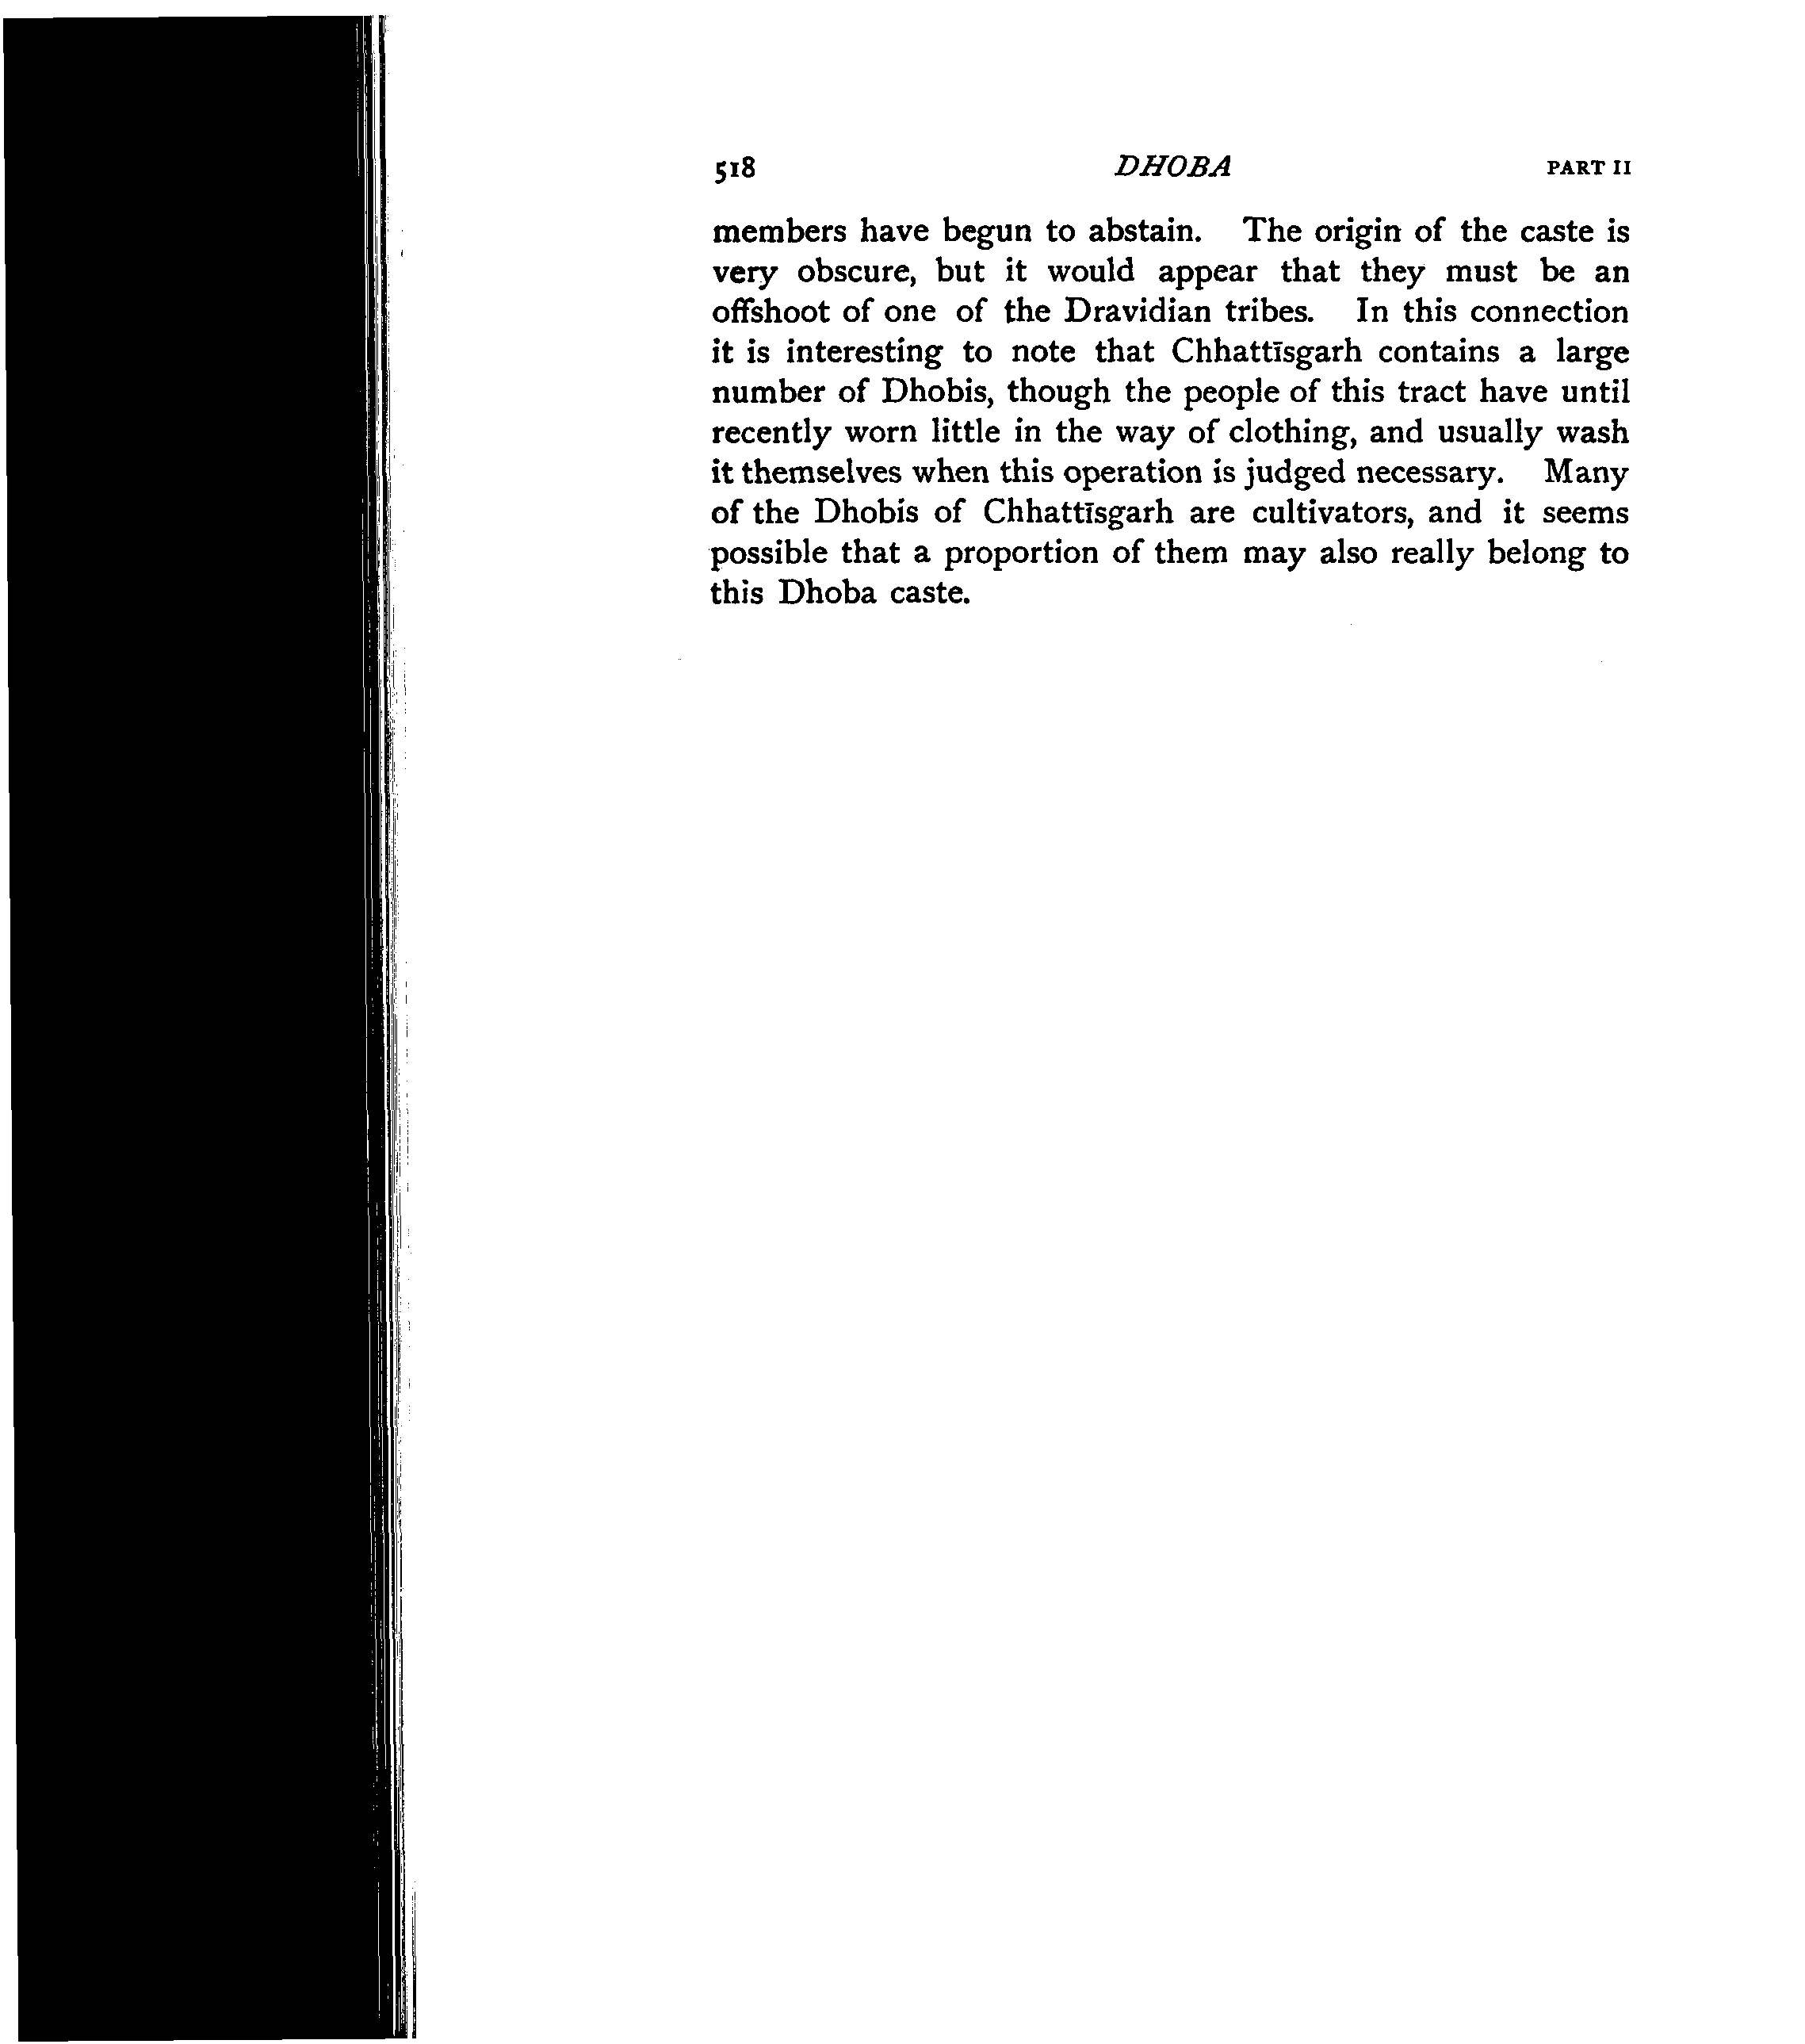 518 DHOBA PART II
members have begun to abstain. The origin of the caste is
very obscure, but it would appear that they must be an
offshoot of one of the Dravidian tribes. In this connection
it is interesting to note that Chhattīsgarh contains a large
number of Dhobis, though the people of this tract have until
recently worn little in the way of clothing, and usually wash
it themselves when this operation is judged necessary. Many
of the Dhobis of Chhattīsgarh are cultivators, and it seems
possible that a proportion of them may also really belong to
this Dhoba caste.